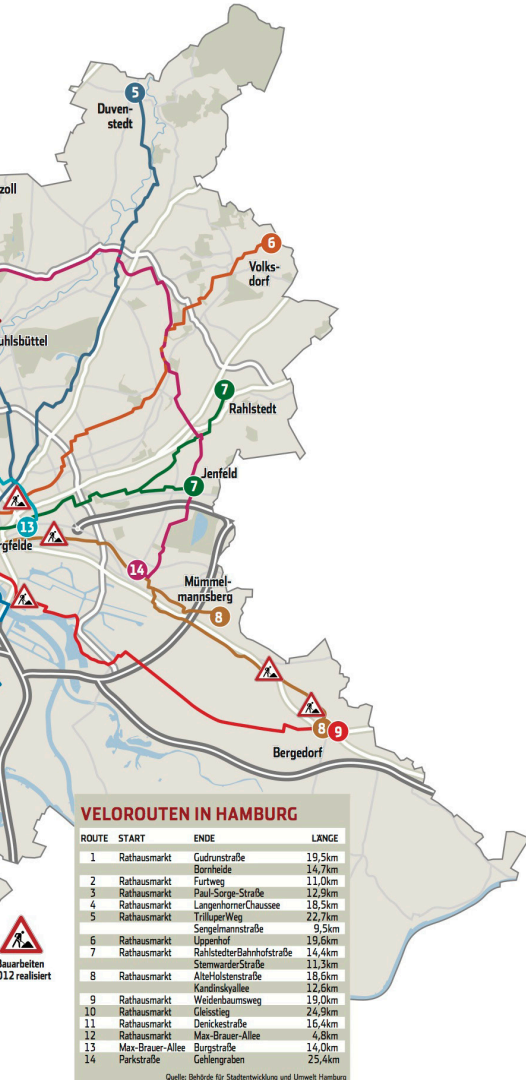 5
Duven-
stedt
zoll
6
Volks-
dorf
uhlsbüttel
7
Rahlstedt
Jenfeld
7
13
rgfelde
14
Mümmel-
mannsberg
8
8 9
Bergedorf
VELOROUTEN IN HAMBURG
ROUTE START ENDE LÄNGE
1 Rathausmarkt Gudrunstraße 19,5km
Bornheide 14,7km
2 Rathausmarkt Furtweg 11,0km
3 Rathausmarkt Paul-Sorge-Straße 12,9km
4 Rathausmarkt LangenhornerChaussee 18,5km
5 Rathausmarkt TrilluperWeg 22,7km
Sengelmannstraße 9,5km
6 Rathausmarkt Uppenhof 19,6km
7 Rathausmarkt RahlstedterBahnhofstraße 14,4km
StemwarderStraße 11,3km
8 Rathausmarkt AlteHolstenstraße 18,6km
Kandinskyallee 12,6km
9 Rathausmarkt Weidenbaumsweg 19,0km
10 Rathausmarkt Gleisstieg 24,9km
11 Rathausmarkt Denickestraße 16,4km
12 Rathausmarkt Max-Brauer-Allee 4,8km
13 Max-Brauer-Allee Burgstraße 14,0km
14 Parkstraße Gehlengraben 25,4km
Quelle: Behörde für Stadtentwicklung und Umwelt Hamburg
Bauarbeiten
012 realisiert